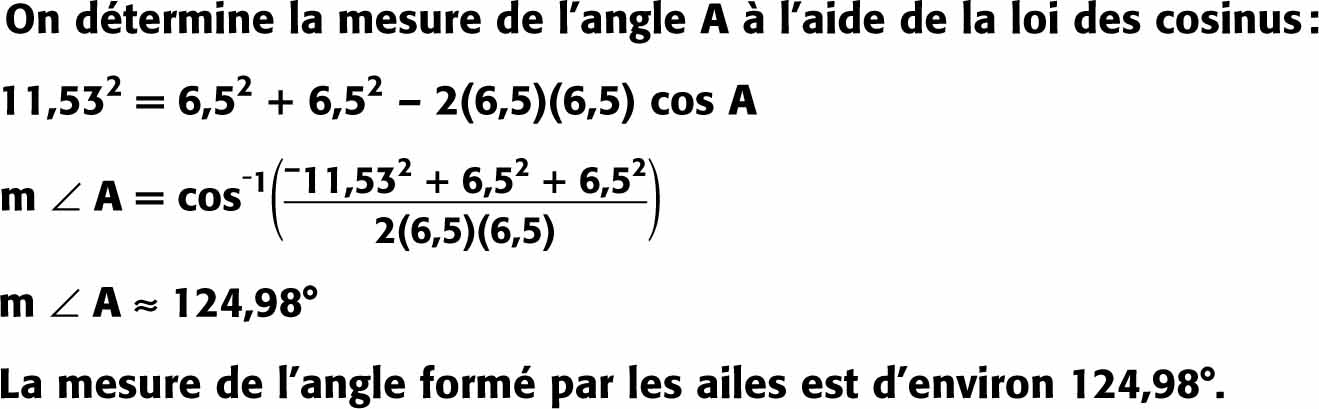 On détermine la mesure de l’angle A à l’aide de la loi des cosinus :
11,53² = 6,5² + 6,5² – 2(6,5)(6,5) cos A
m ∠ A = cos⁻¹(⁻11,53² + 6,5² + 6,5² / 2(6,5)(6,5))
m ∠ A ≈ 124,98°
La mesure de l’angle formé par les ailes est d’environ 124,98°.